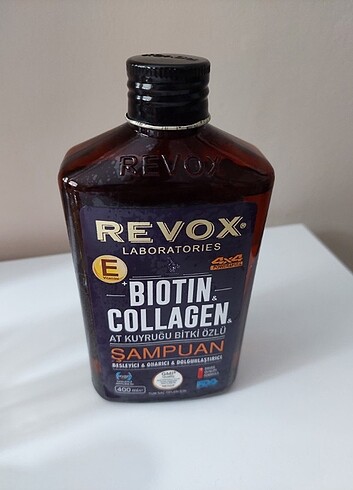 REVOX
REVOX®
LABORATORIES
E
4x4
+
BIOTIN &
COLLAGEN &
AT KUYRUĞU BİTKİ ÖZLÜ
ŞAMPUAN
BESLEYİCİ & ONARICI & DOLGUNLAŞTIRICI
400